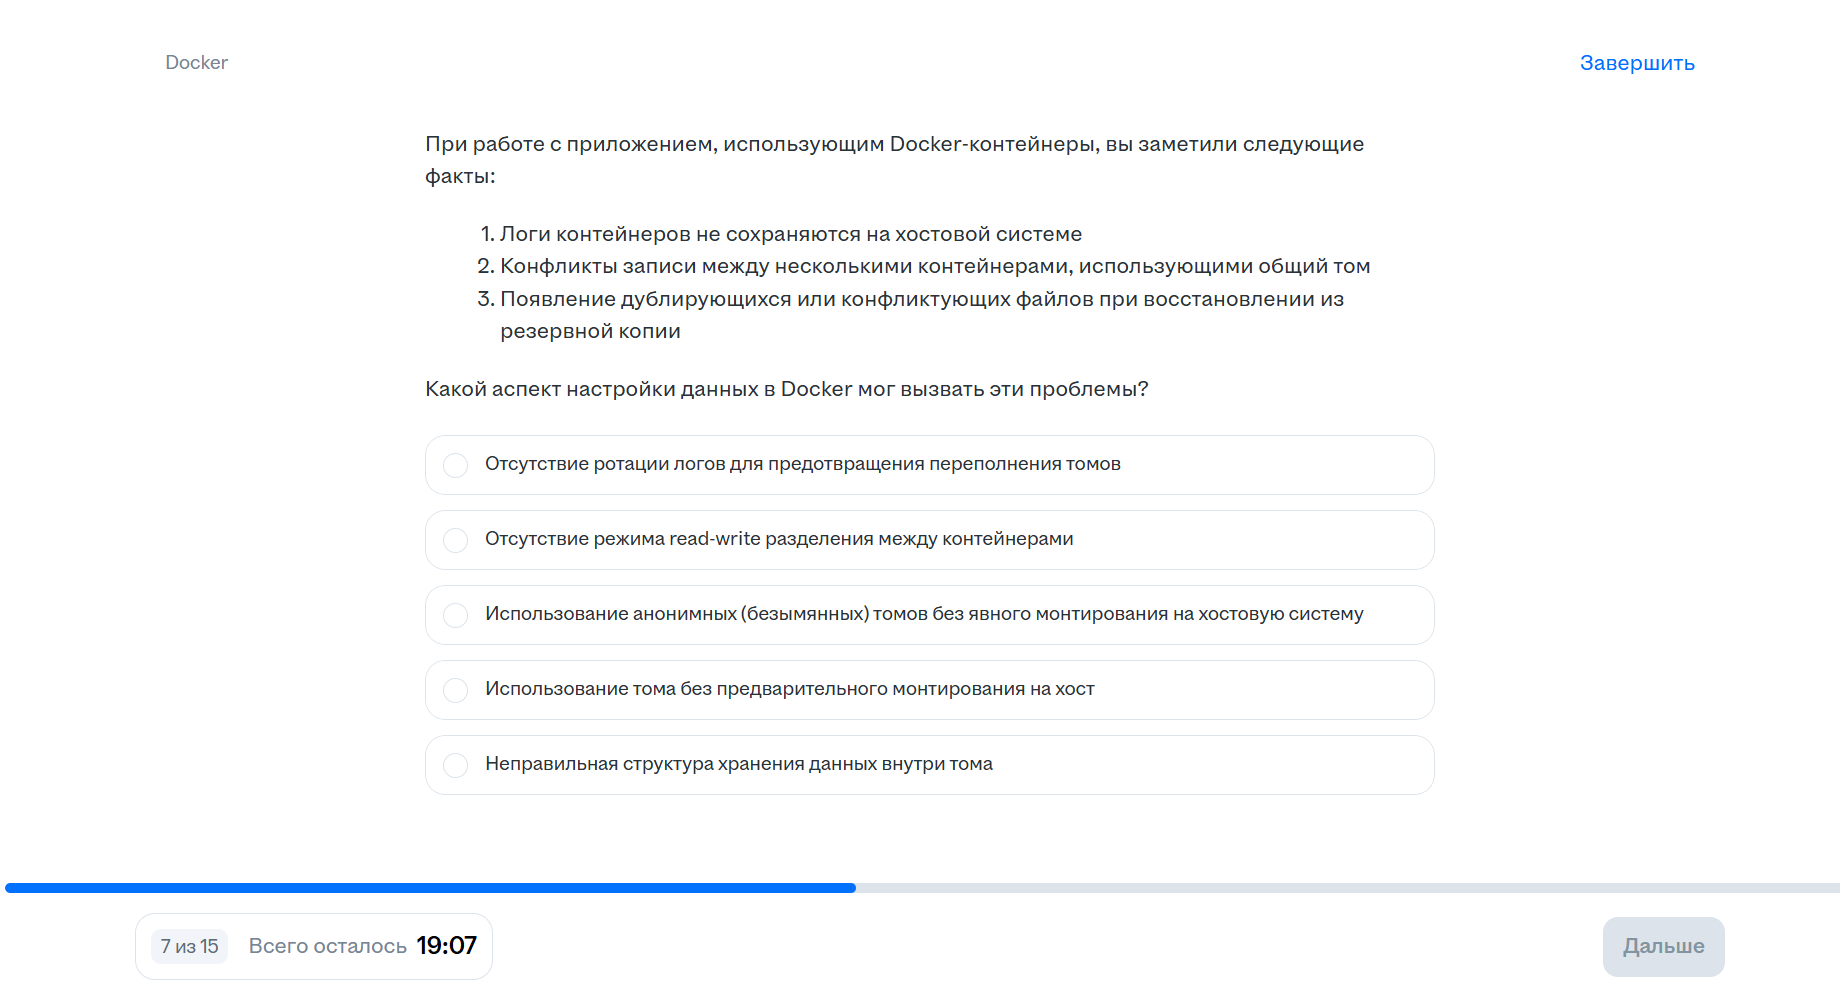 Docker
Завершить
При работе с приложением, использующим Docker-контейнеры, вы заметили следующие
факты:
1. Логи контейнеров не сохраняются на хостовой системе
2. Конфликты записи между несколькими контейнерами, использующими общий том
3. Появление дублирующихся или конфликтующих файлов при восстановлении из
резервной копии
Какой аспект настройки данных в Docker мог вызвать эти проблемы?
Отсутствие ротации логов для предотвращения переполнения томов
Отсутствие режима read-write разделения между контейнерами
Использование анонимных (безымянных) томов без явного монтирования на хостовую систему
Использование тома без предварительного монтирования на хост
Неправильная структура хранения данных внутри тома
7 из 15 Всего осталось 19:07
Дальше